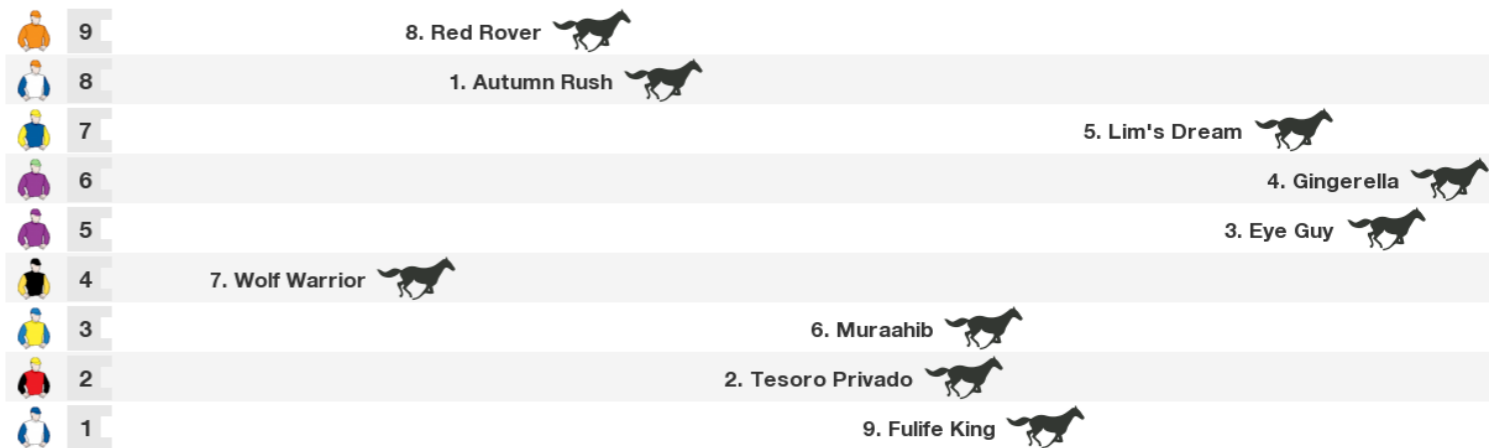 9 8. Red Rover
8 1. Autumn Rush
7 5. Lim's Dream
6 4. Gingerella
5 3. Eye Guy
4 7. Wolf Warrior
3 6. Muraahib
2 2. Tesoro Privado
1 9. Fulife King